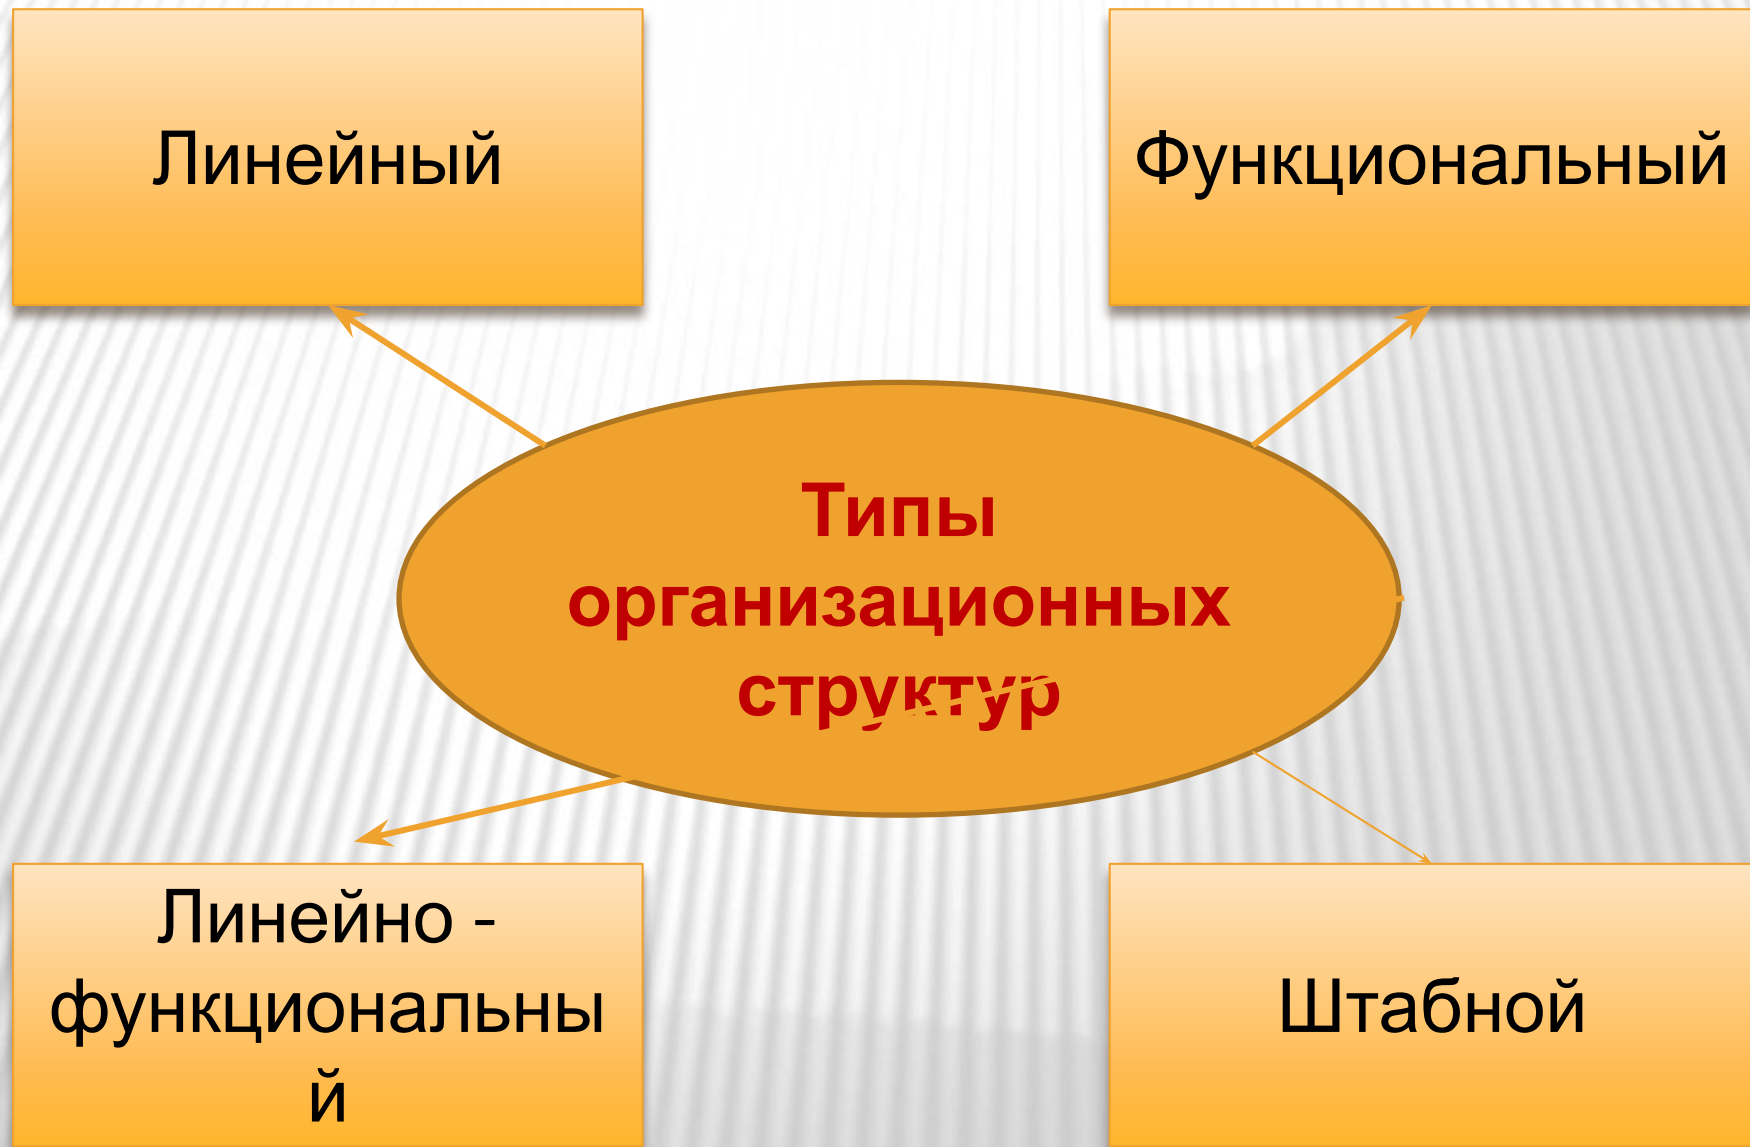 Линейный
Функциональный
Типы
организационных
структур
Линейно -
функциональны
й
Штабной